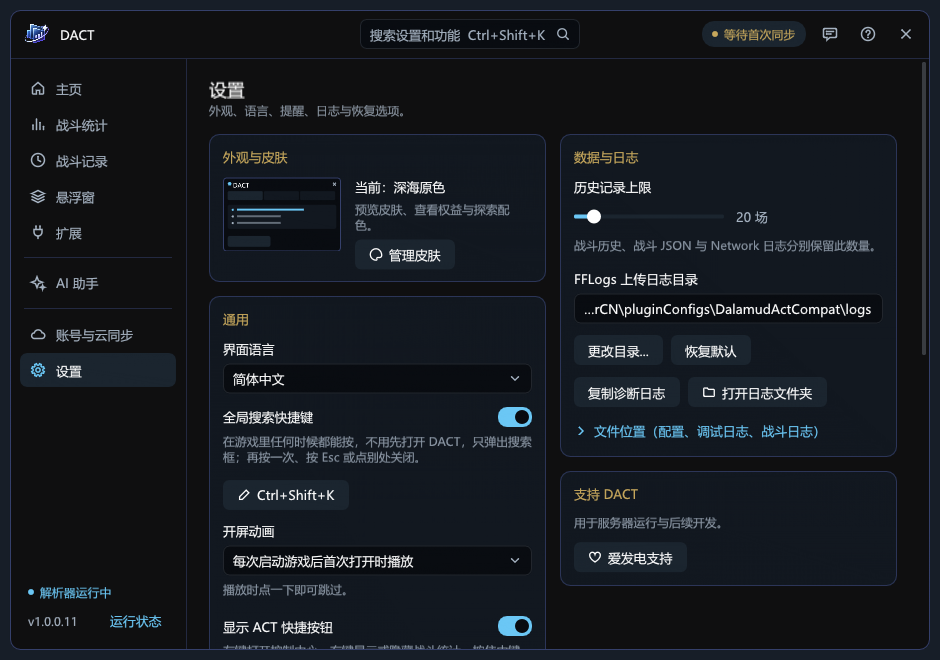 DACT
搜索设置和功能 Ctrl+Shift+K
等待首次同步
主页
战斗统计
战斗记录
悬浮窗
扩展
AI 助手
账号与云同步
设置
解析器运行中
v1.0.0.11 运行状态
设置
外观、语言、提醒、日志与恢复选项。
外观与皮肤
DACT
当前：深海原色
预览皮肤、查看权益与探索配
色。
管理皮肤
通用
界面语言
简体中文
全局搜索快捷键
在游戏里任何时候都能按，不用先打开 DACT，只弹出搜索
框；再按一次、按 Esc 或点别处关闭。
Ctrl+Shift+K
开屏动画
每次启动游戏后首次打开时播放
播放时点一下即可跳过。
显示 ACT 快捷按钮
数据与日志
历史记录上限
20 场
战斗历史、战斗 JSON 与 Network 日志分别保留此数量。
FFLogs 上传日志目录
...rCN\pluginConfigs\DalamudActCompat\logs
更改目录... 恢复默认
复制诊断日志 打开日志文件夹
文件位置（配置、调试日志、战斗日志）
支持 DACT
用于服务器运行与后续开发。
爱发电支持